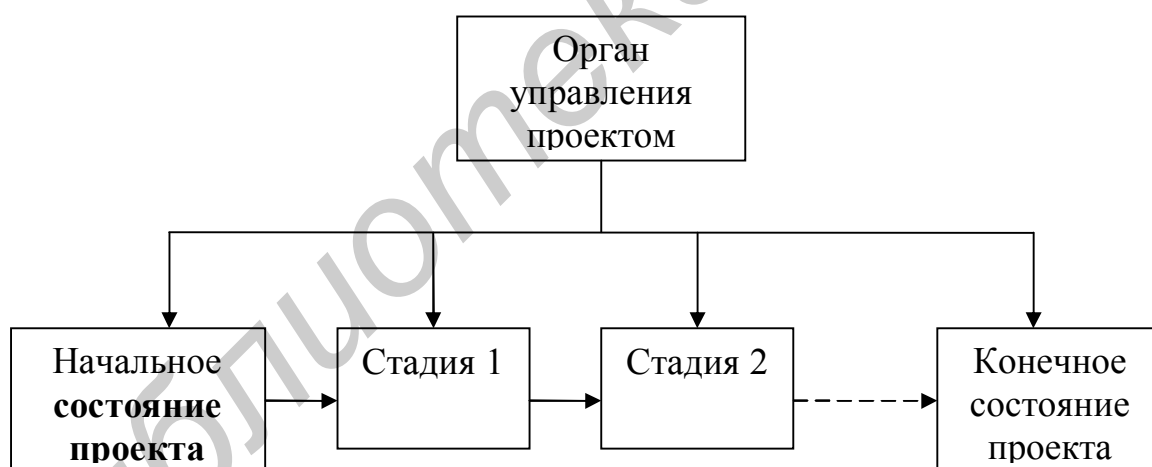 Орган
управления
проектом
Начальное
состояние
проекта
Стадия 1
Стадия 2
Конечное
состояние
проекта